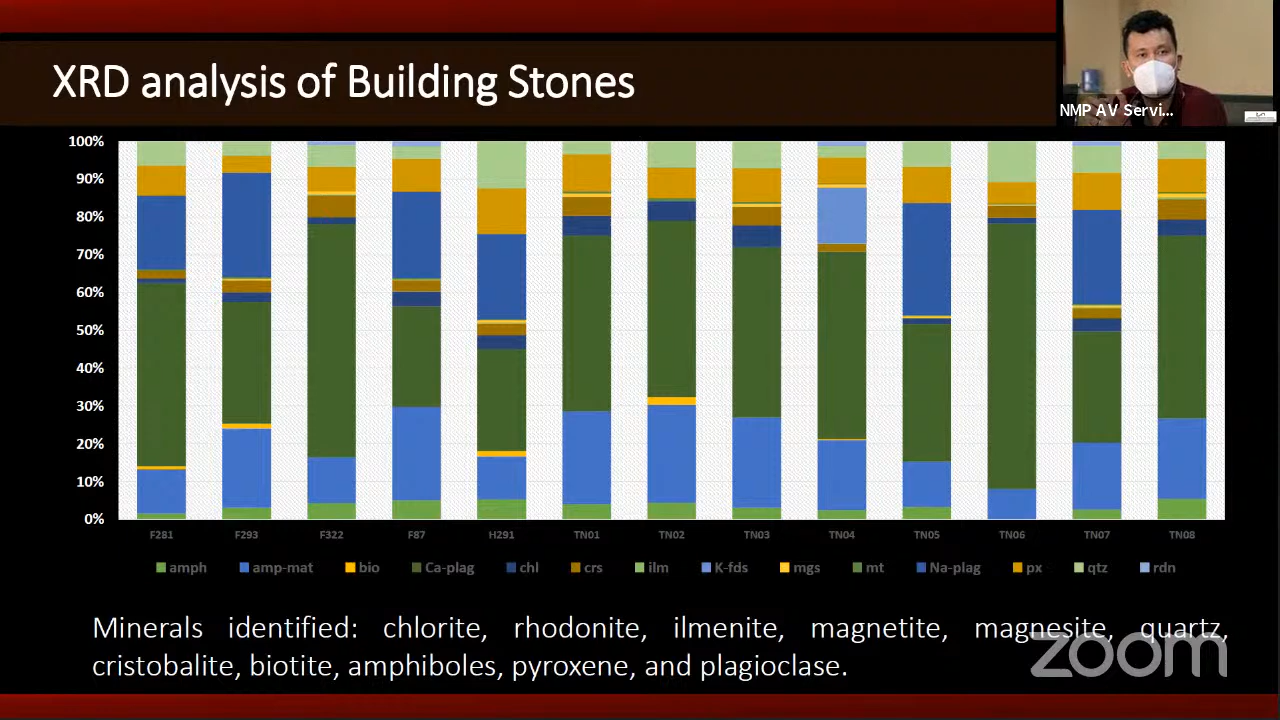 XRD analysis of Building Stones
NMP AV Servi...
100%
90%
80%
70%
60%
50%
40%
30%
20%
10%
0%
F281 F293 F322 F87 H291 TN01 TN02 TN03 TN04 TN05 TN06 TN07 TN08
amph amp-mat bio Ca-plag chl crs ilm K-fds mgs mt Na-plag px qtz rdn
Minerals identified: chlorite, rhodonite, ilmenite, magnetite, magnesite, quartz,
cristobalite, biotite, amphiboles, pyroxene, and plagioclase.
zoom